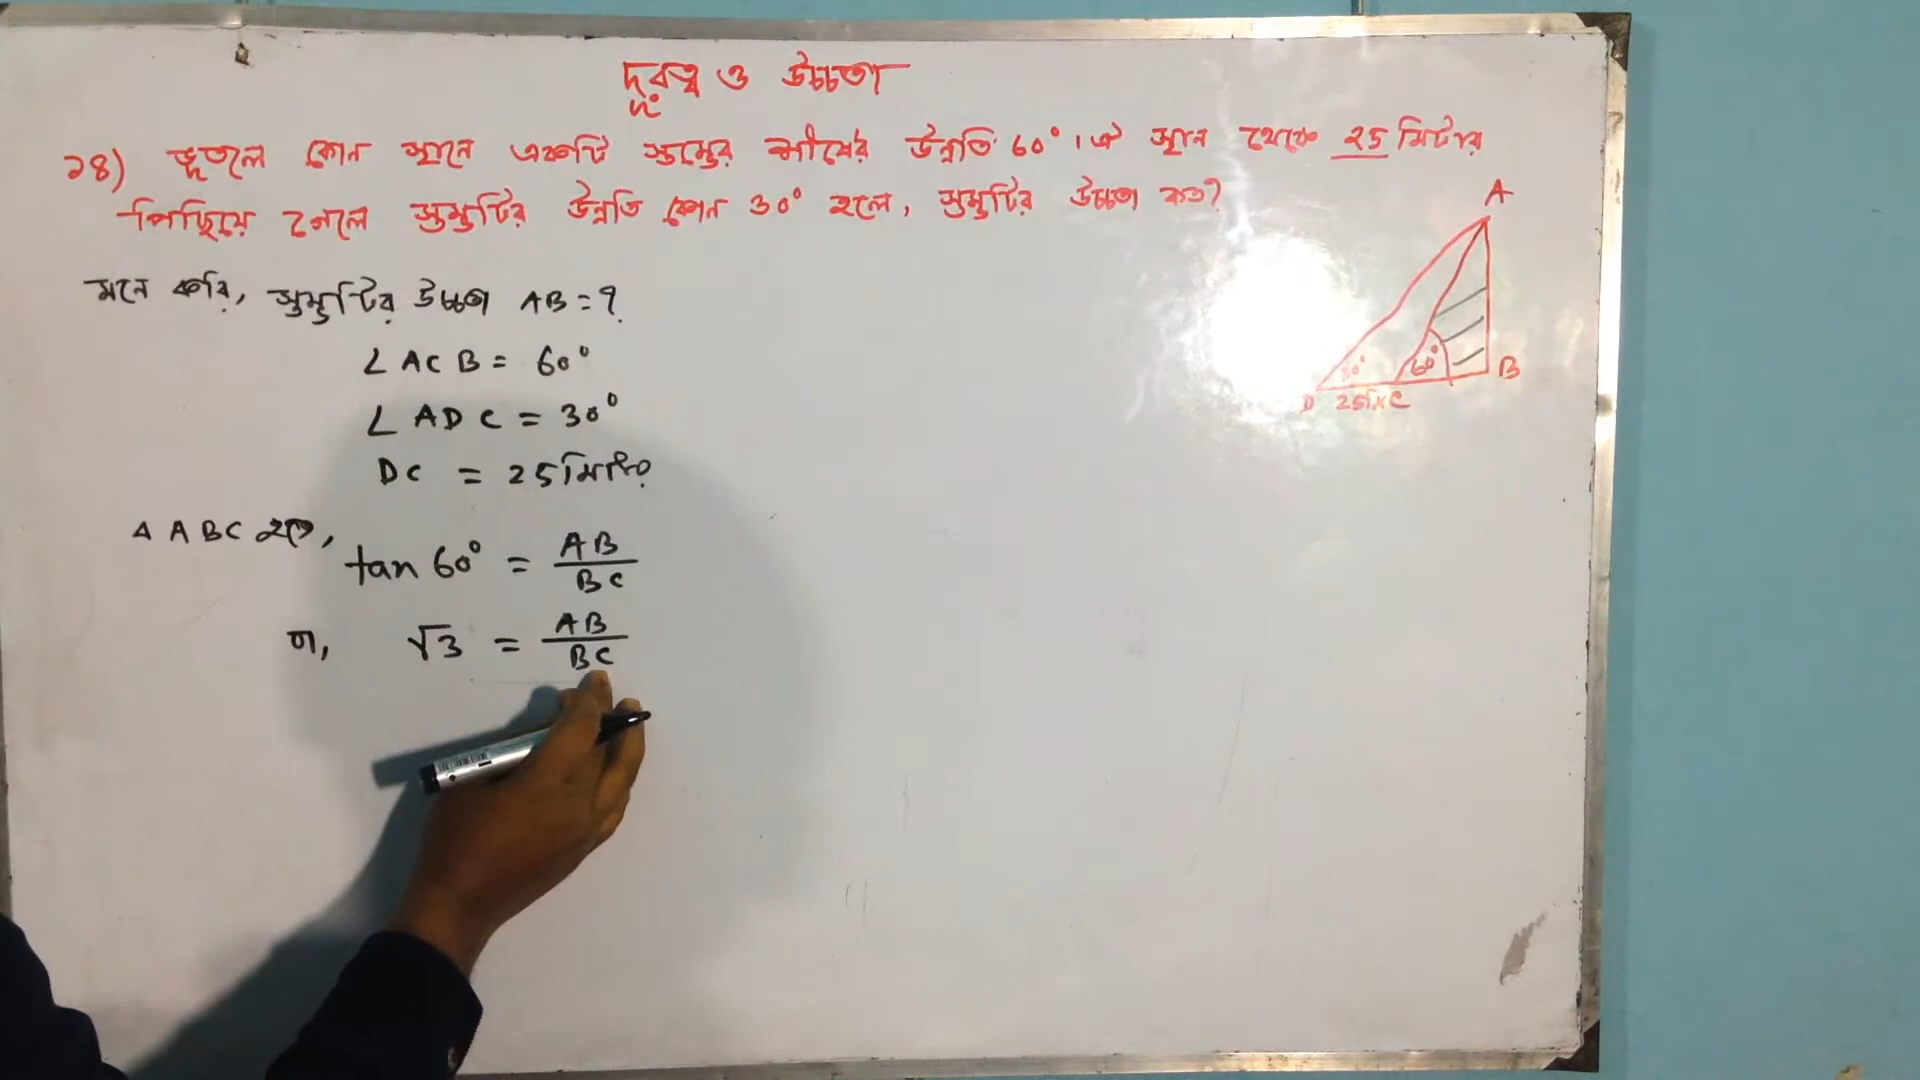 দূরত্ব ও উচ্চতা
দূঃ
১৪) ভূতলে কোন স্থানে একটি স্তম্ভের শীর্ষের উন্নতি 60° । ঐ স্থান থেকে ২৫ মিটার
পিছিয়ে গেলে স্তম্ভটির উন্নতি কোন 30° হলে, স্তম্ভটির উচ্চতা কত?
মনে করি, স্তম্ভটির উচ্চতা AB = ?
∠ACB = 60°
∠ADC = 30°
DC = 25 মিটার
△ABC হতে,
tan 60° = AB/BC
বা, √3 = AB/BC
A
30° 60° B
D 25মিঃ C